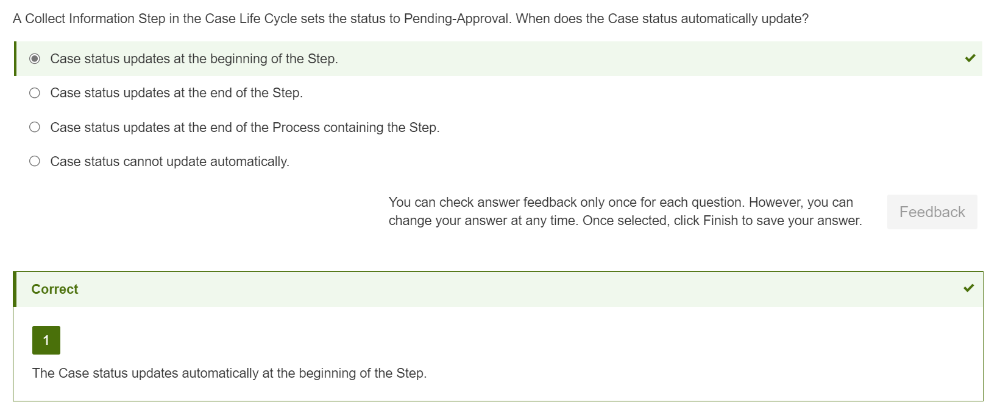 A Collect Information Step in the Case Life Cycle sets the status to Pending-Approval. When does the Case status automatically update?
Case status updates at the beginning of the Step.
Case status updates at the end of the Step.
Case status updates at the end of the Process containing the Step.
Case status cannot update automatically.
You can check answer feedback only once for each question. However, you can
change your answer at any time. Once selected, click Finish to save your answer.
Feedback
Correct
1
The Case status updates automatically at the beginning of the Step.